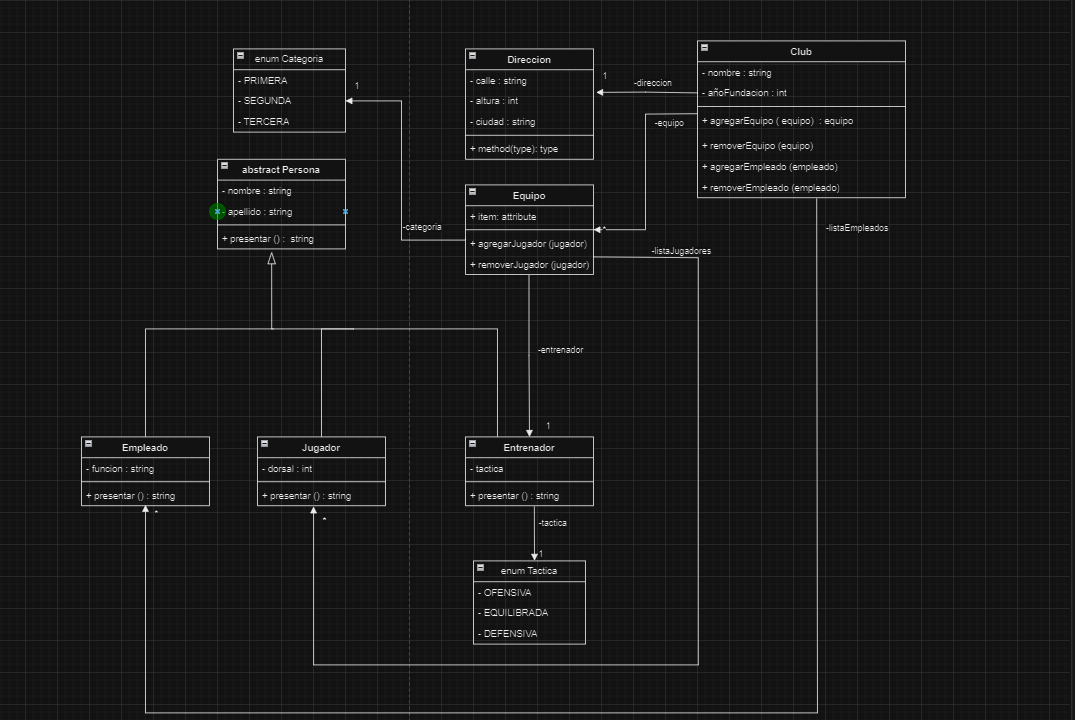 enum Categoria
- PRIMERA
- SEGUNDA
- TERCERA
1
Direccion
- calle : string
- altura : int
- ciudad : string
+ method(type): type
1
-direccion
Club
- nombre : string
- añoFundacion : int
+ agregarEquipo ( equipo) : equipo
+ removerEquipo (equipo)
+ agregarEmpleado (empleado)
+ removerEmpleado (empleado)
-equipo
abstract Persona
- nombre : string
- apellido : string
+ presentar () : string
-categoria
Equipo
+ item: attribute
+ agregarJugador (jugador)
+ removerJugador (jugador)
*
-listaJugadores
-listaEmpleados
-entrenador
1
Empleado
- funcion : string
+ presentar () : string
*
Jugador
- dorsal : int
+ presentar () : string
*
Entrenador
- tactica
+ presentar () : string
-tactica
1
enum Tactica
- OFENSIVA
- EQUILIBRADA
- DEFENSIVA